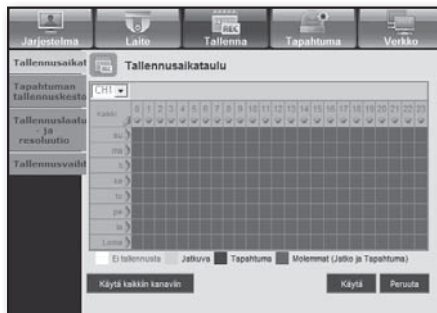 Järjestelmä Laite Tallenna Tapahtuma Verkko
REC
Tallennusaikat
Tallennusaikataulu
Tapahtuman
tallennuskesto
Tallennuslaatu
- ja
resoluutio
Tallennusvaiht
CH1
Kaikki 0 1 2 3 4 5 6 7 8 9 10 11 12 13 14 15 16 17 18 19 20 21 22 23
su
ma
ti
ke
to
pe
la
Loma
Ei tallennusta Jatkuva Tapahtuma Molemmat (Jatko ja Tapahtuma)
Käytä kaikkiin kanaviin Käytä Peruuta